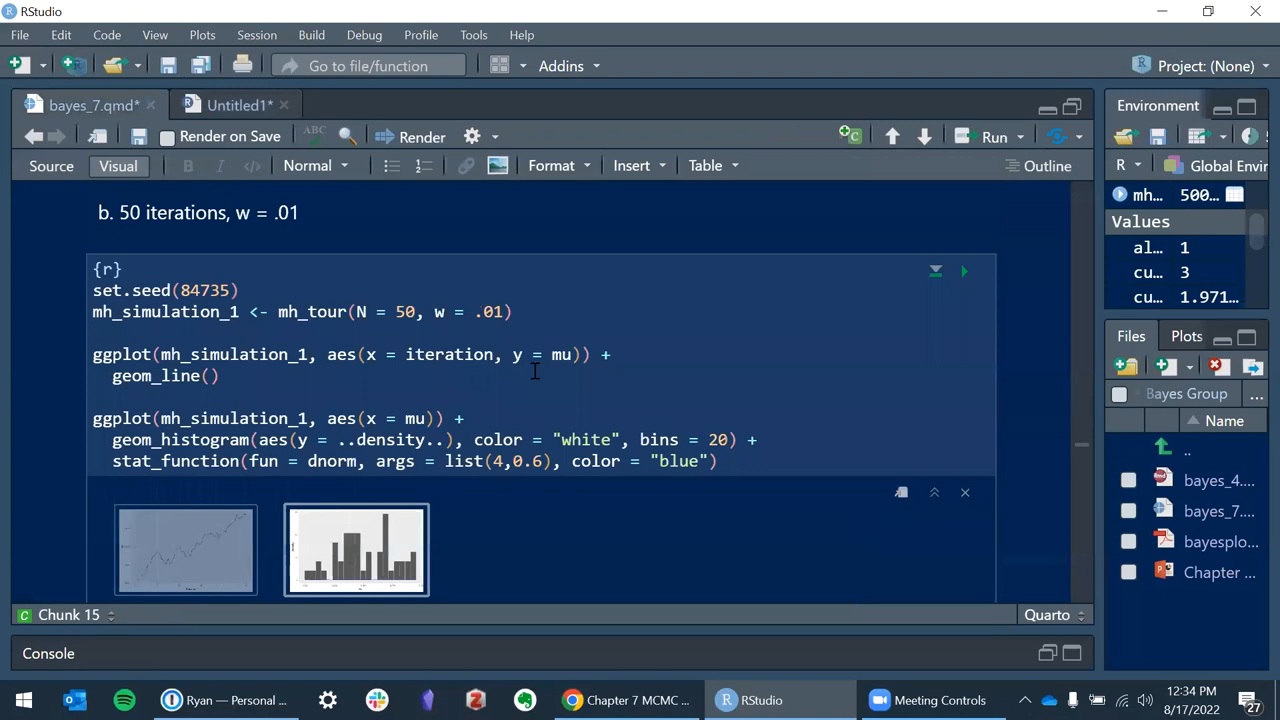 RStudio
File Edit Code View Plots Session Build Debug Profile Tools Help
Go to file/function Addins Project: (None)
bayes_7.qmd* Untitled1* Environment
Render on Save ABC Render Run
Source Visual B I Normal Format Insert Table Outline R Global Envir
b. 50 iterations, w = .01
mh... 500...
Values
al... 1
cu... 3
cu... 1.971...
{r}
set.seed(84735)
mh_simulation_1 <- mh_tour(N = 50, w = .01)
ggplot(mh_simulation_1, aes(x = iteration, y = mu)) +
geom_line()
ggplot(mh_simulation_1, aes(x = mu)) +
geom_histogram(aes(y = ..density..), color = "white", bins = 20) +
stat_function(fun = dnorm, args = list(4,0.6), color = "blue")
Files Plots
Bayes Group ...
Name
..
bayes_4....
bayes_7....
bayesplo...
Chapter ...
C Chunk 15 Quarto
Console
Ryan — Personal Chapter 7 MCMC RStudio Meeting Controls
12:34 PM
8/17/2022
27